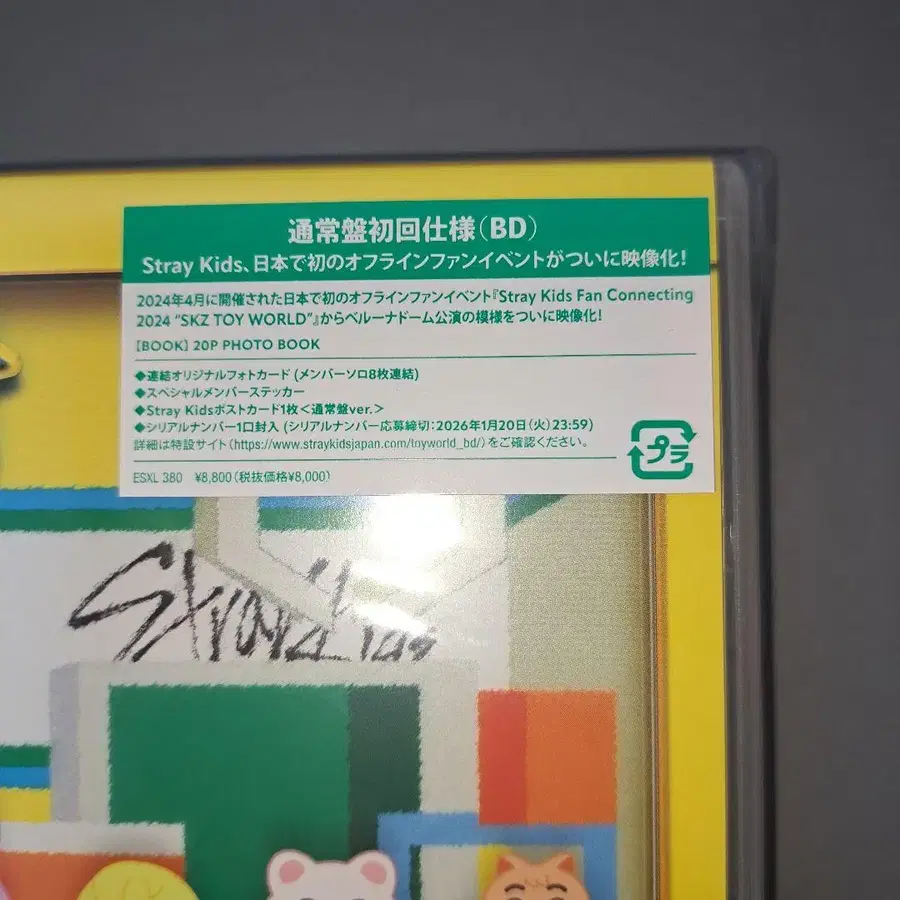 通常盤初回仕様(BD)
Stray Kids、日本で初のオフラインファンイベントがついに映像化!
2024年4月に開催された日本で初のオフラインファンイベント『Stray Kids Fan Connecting
2024 "SKZ TOY WORLD"』からベルーナドーム公演の模様をついに映像化!
[BOOK] 20P PHOTO BOOK
◆連結オリジナルフォトカード (メンバーソロ8枚連結)
◆スペシャルメンバーステッカー
◆Stray Kidsポストカード1枚<通常盤ver.>
◆シリアルナンバー1口封入 (シリアルナンバー応募締切:2026年1月20日(火)23:59)
詳細は特設サイト(https://www.straykidsjapan.com/toyworld_bd/)をご確認ください。
プラ
ESXL 380 ¥8,800(税抜価格¥8,000)
Stray Kids